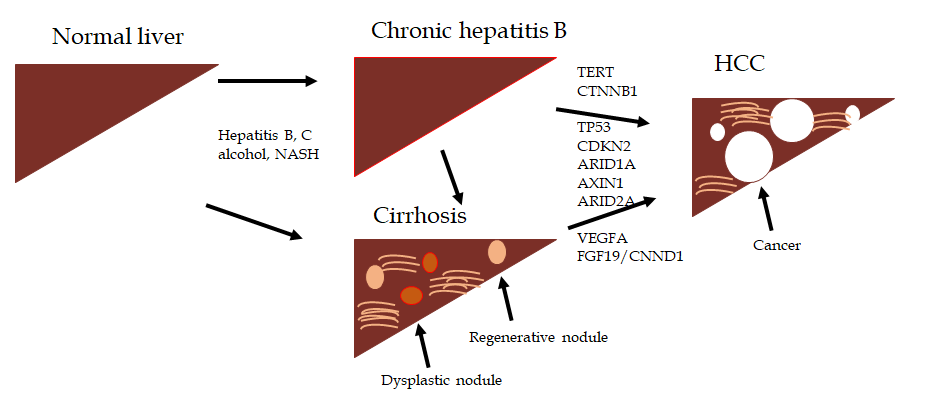 Normal liver
Chronic hepatitis B
HCC
TERT
CTNNB1
Hepatitis B, C
alcohol, NASH
TP53
CDKN2
ARID1A
AXIN1
ARID2A
Cirrhosis
VEGFA
FGF19/CNND1
Cancer
Regenerative nodule
Dysplastic nodule